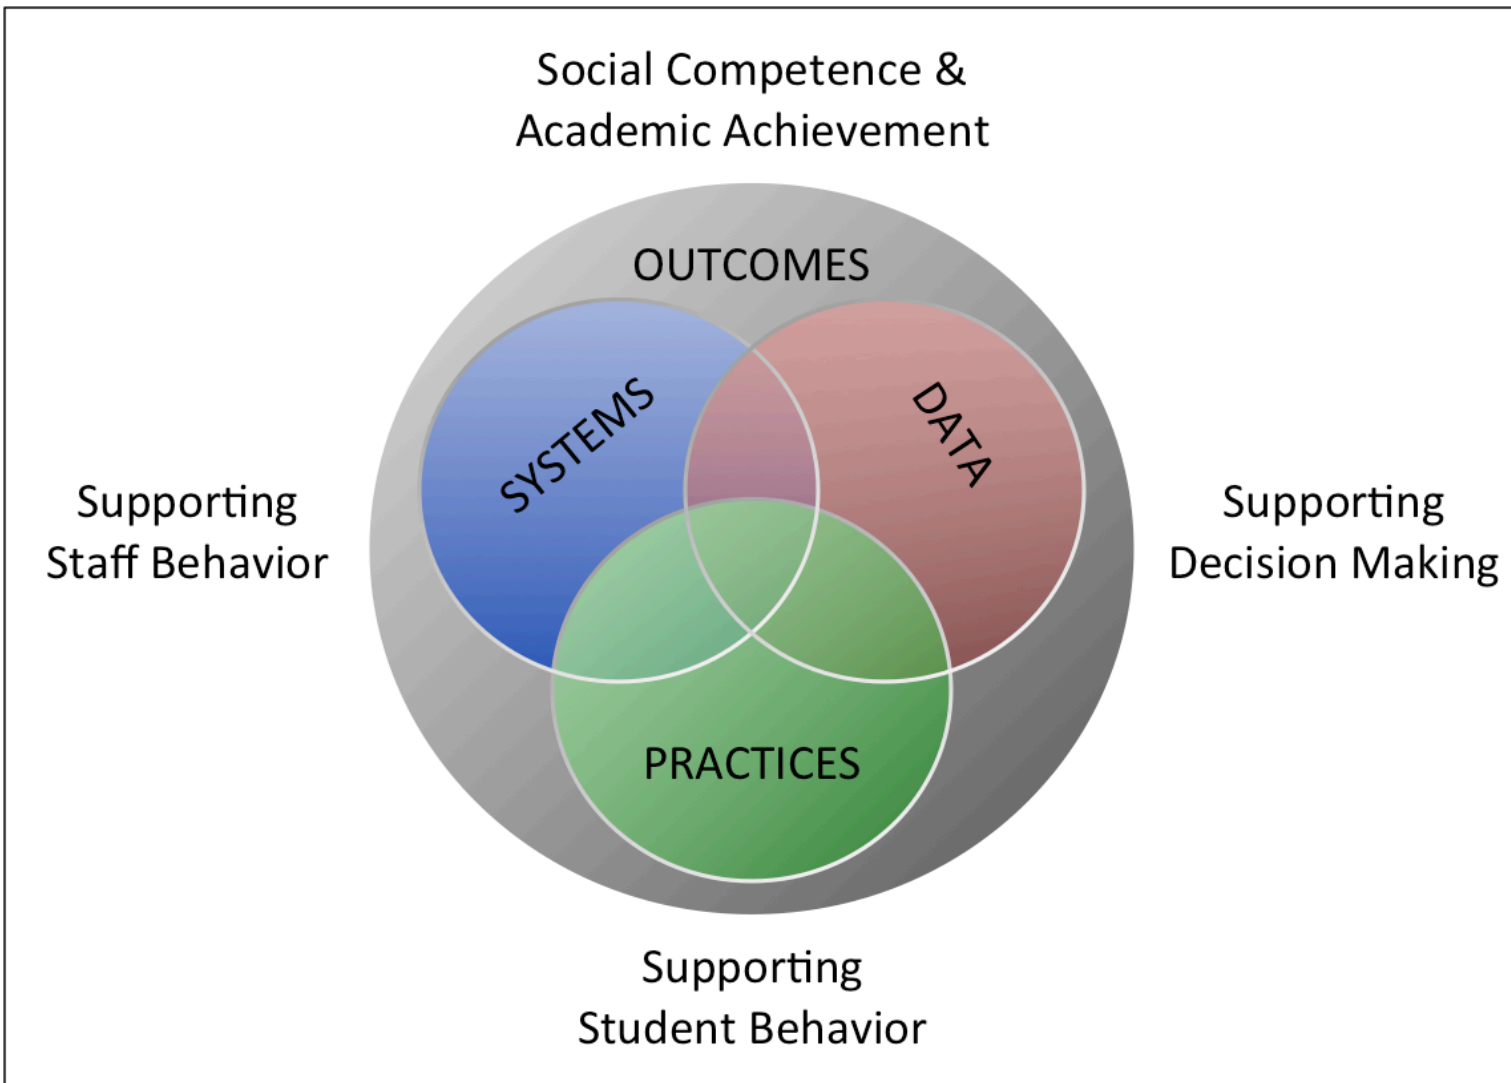 Social Competence &
Academic Achievement
OUTCOMES
SYSTEMS
DATA
Supporting
Staff Behavior
Supporting
Decision Making
PRACTICES
Supporting
Student Behavior